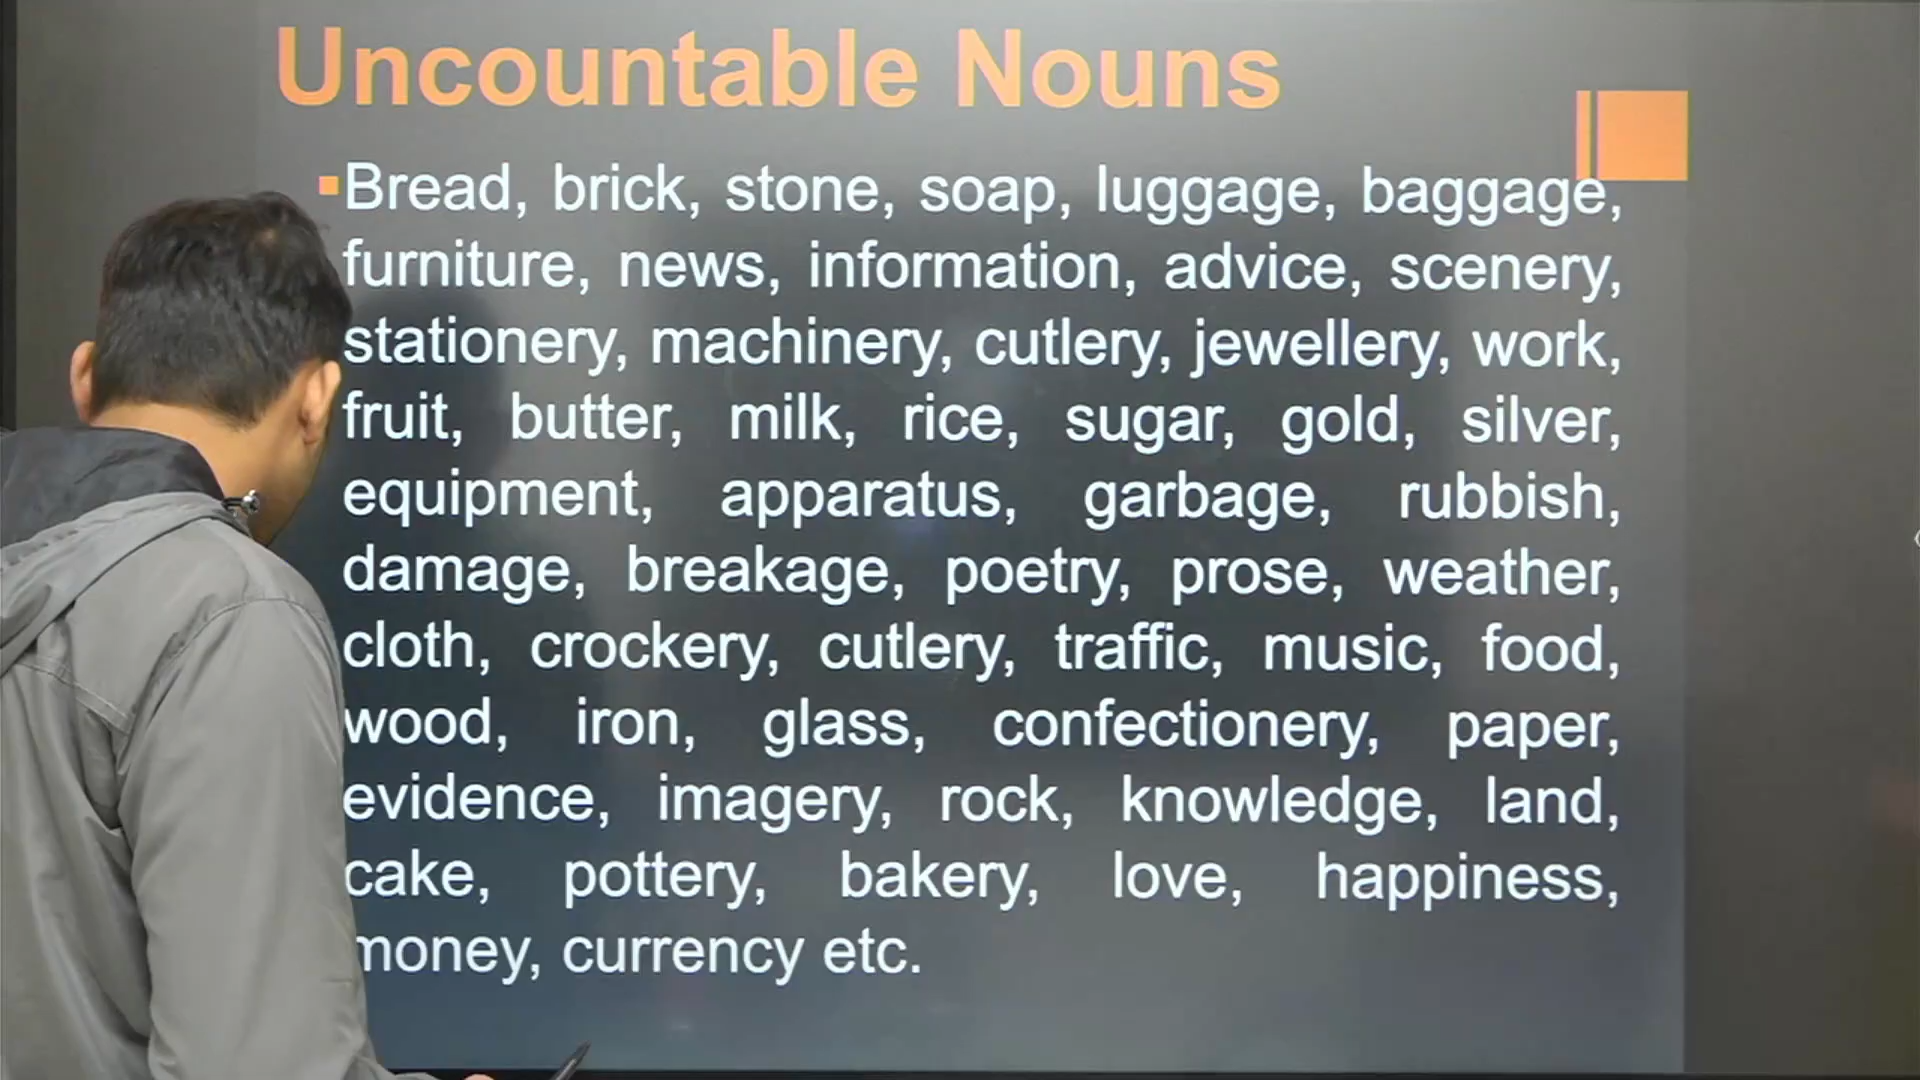 Uncountable Nouns
Bread, brick, stone, soap, luggage, baggage,
furniture, news, information, advice, scenery,
stationery, machinery, cutlery, jewellery, work,
fruit, butter, milk, rice, sugar, gold, silver,
equipment, apparatus, garbage, rubbish,
damage, breakage, poetry, prose, weather,
cloth, crockery, cutlery, traffic, music, food,
wood, iron, glass, confectionery, paper,
evidence, imagery, rock, knowledge, land,
cake, pottery, bakery, love, happiness,
money, currency etc.